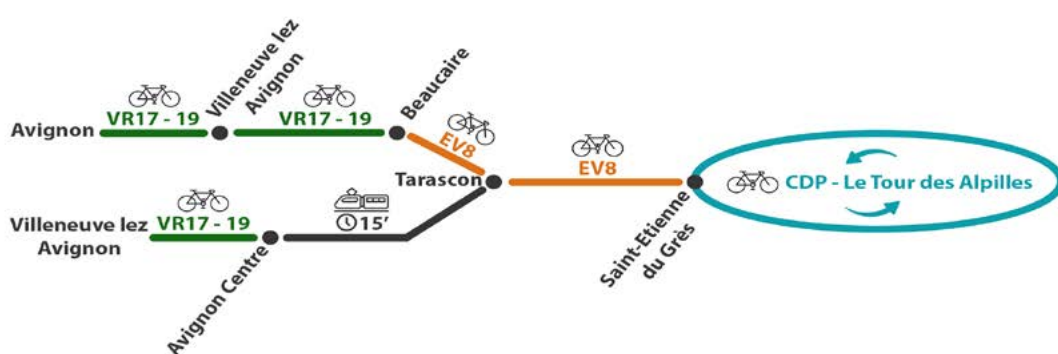 Avignon
VR17 - 19
Villeneuve lez
Avignon
VR17 - 19
Beaucaire
EV8
Tarascon
EV8
Saint-Etienne
du Grès
CDP - Le Tour des Alpilles
Villeneuve lez
Avignon
VR17 - 19
Avignon Centre
15'